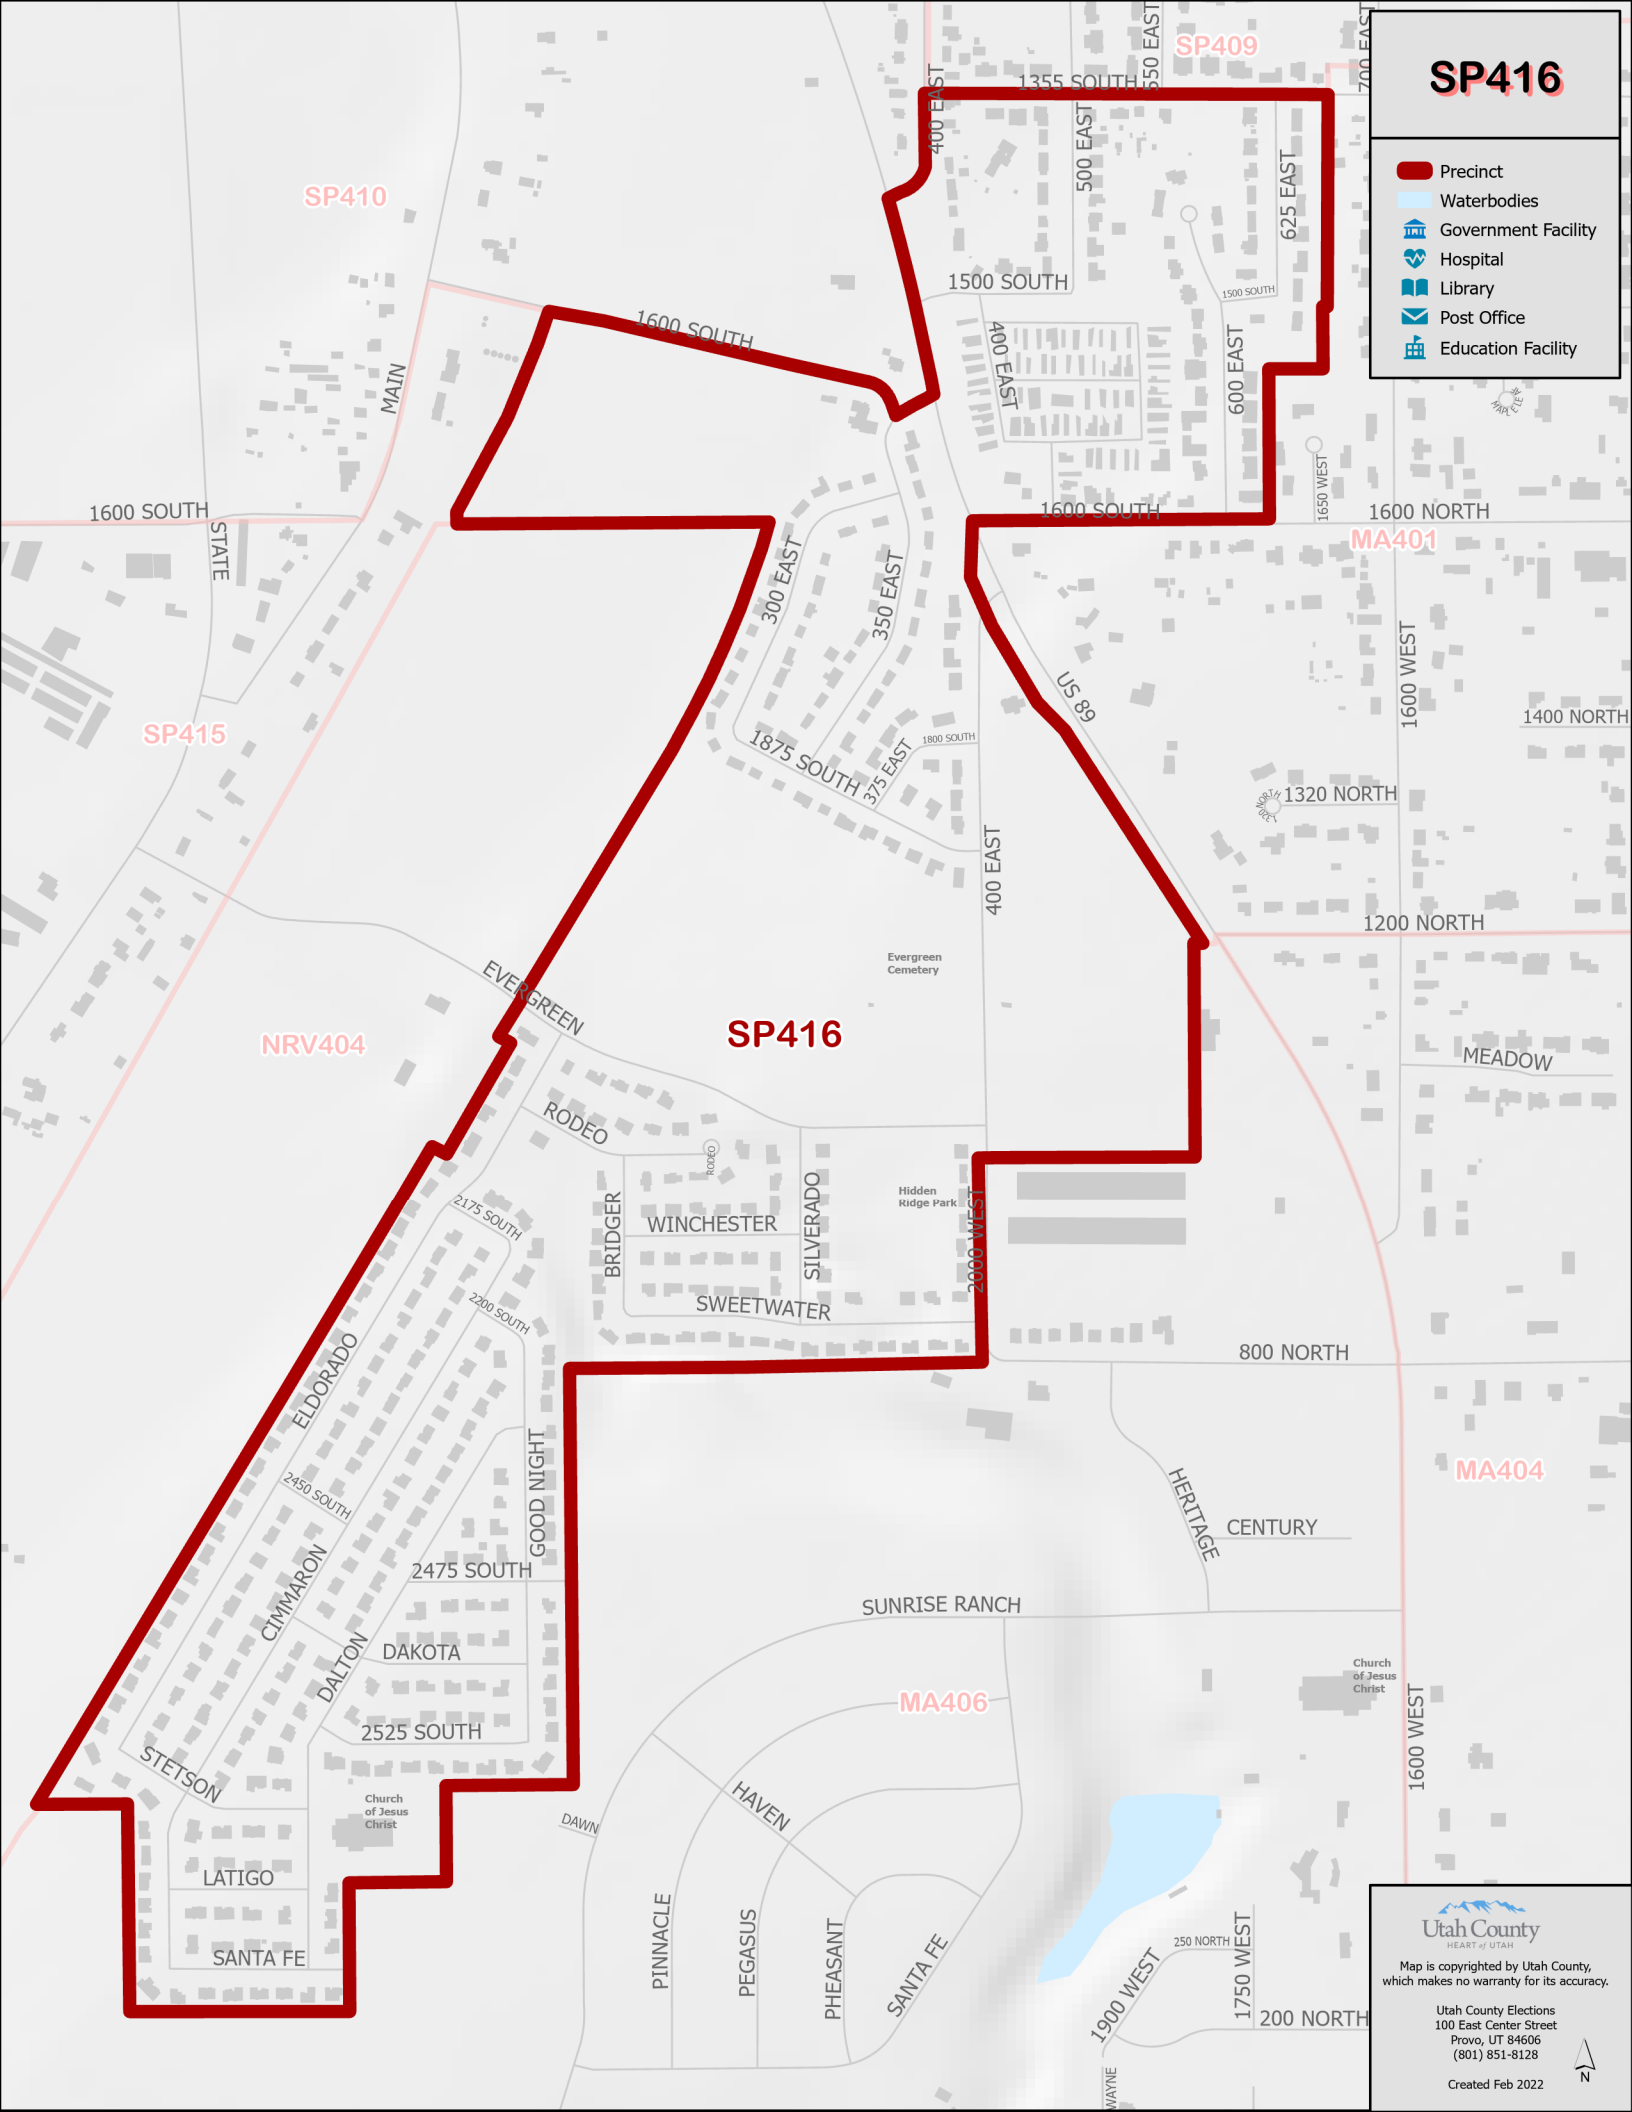 SP416
Precinct
Waterbodies
Government Facility
Hospital
Library
Post Office
Education Facility
SP409
550 EAST
700 EAST
1355 SOUTH
400 EAST
500 EAST
625 EAST
SP410
1500 SOUTH
1500 SOUTH
1600 SOUTH
400 EAST
600 EAST
MAIN
MAPLELEAF
1650 WEST
1600 SOUTH
STATE
1600 SOUTH
1600 NORTH
MA401
300 EAST
350 EAST
1600 WEST
US 89
SP415
1400 NORTH
1875 SOUTH
375 EAST
1800 SOUTH
1320 NORTH
400 EAST
1200 NORTH
Evergreen
Cemetery
EVERGREEN
NRV404
SP416
MEADOW
RODEO
RODEO
BRIDGER
WINCHESTER
SILVERADO
Hidden
Ridge Park
2000 WEST
2175 SOUTH
2200 SOUTH
SWEETWATER
ELDORADO
800 NORTH
GOOD NIGHT
MA404
2450 SOUTH
HERITAGE
CENTURY
CIMMARON
2475 SOUTH
SUNRISE RANCH
DALTON
DAKOTA
MA406
Church
of Jesus
Christ
1600 WEST
2525 SOUTH
STETSON
Church
of Jesus
Christ
DAWN
HAVEN
LATIGO
SANTA FE
PINNACLE
PEGASUS
PHEASANT
SANTA FE
1900 WEST
250 NORTH
1750 WEST
200 NORTH
WAYNE
Utah County
HEART of UTAH
Map is copyrighted by Utah County,
which makes no warranty for its accuracy.
Utah County Elections
100 East Center Street
Provo, UT 84606
(801) 851-8128
N
Created Feb 2022